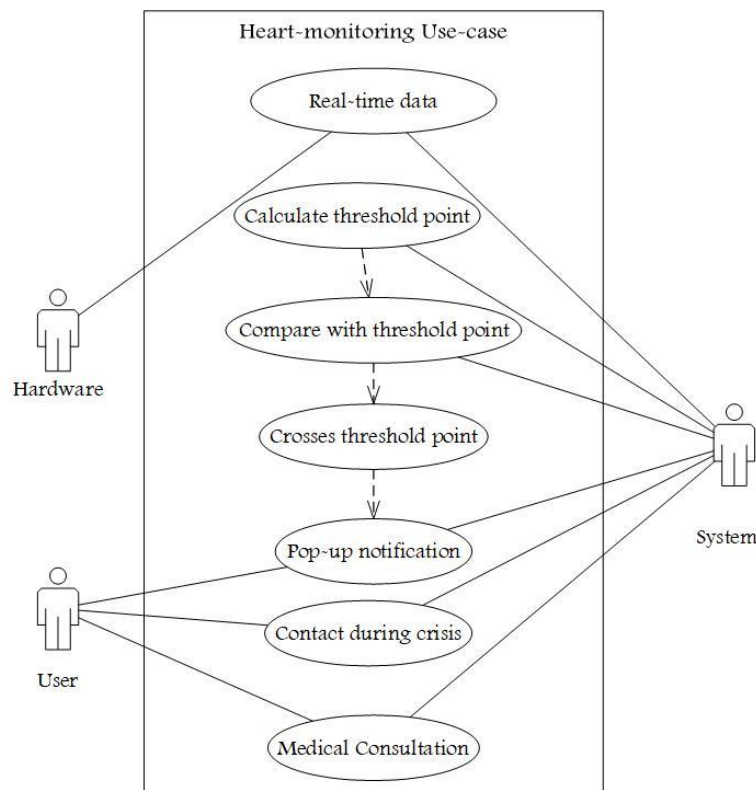 Heart-monitoring Use-case
Real-time data
Calculate threshold point
Compare with threshold point
Hardware
Crosses threshold point
System
Pop-up notification
Contact during crisis
User
Medical Consultation